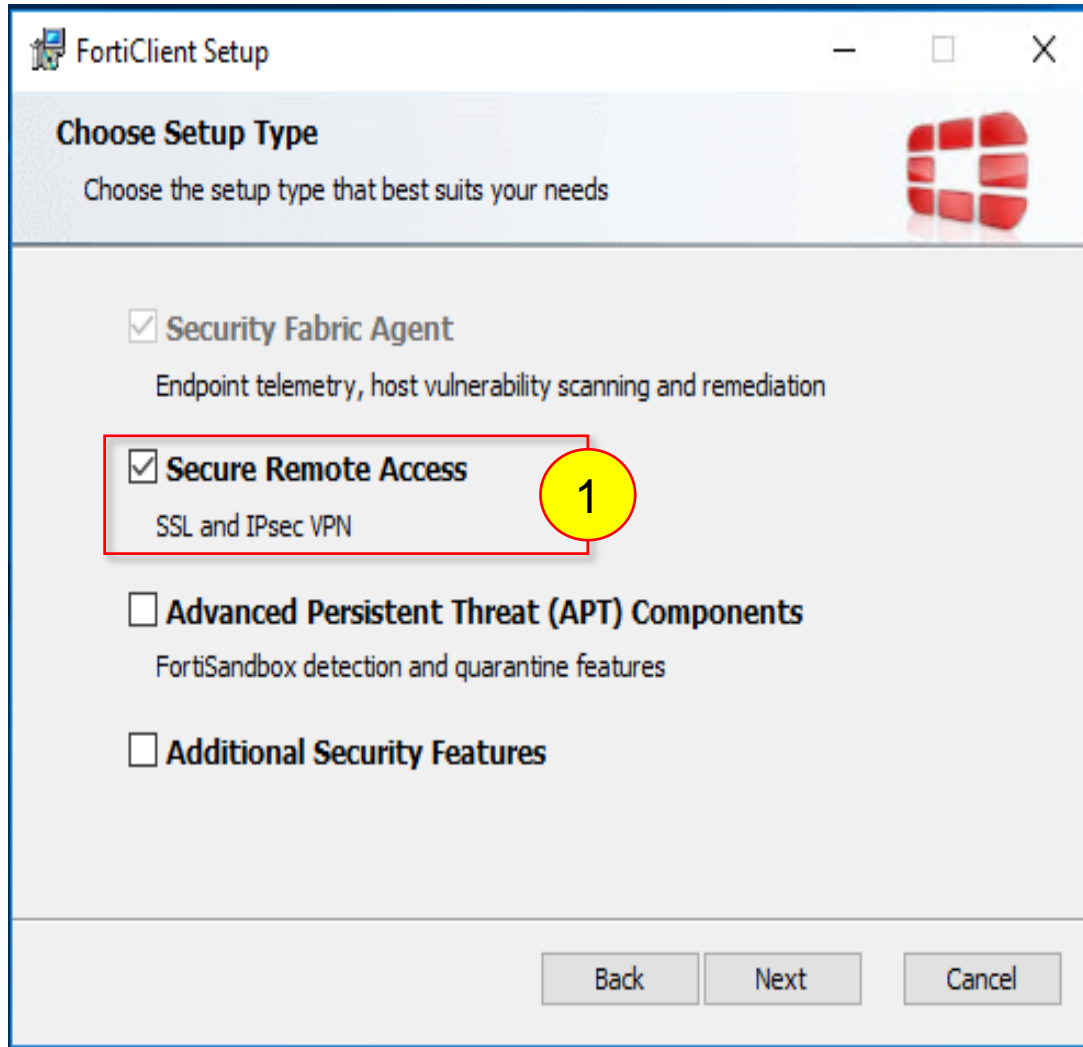 FortiClient Setup
Choose Setup Type
Choose the setup type that best suits your needs
Security Fabric Agent
Endpoint telemetry, host vulnerability scanning and remediation
Secure Remote Access
1
SSL and IPsec VPN
Advanced Persistent Threat (APT) Components
FortiSandbox detection and quarantine features
Additional Security Features
Back Next Cancel